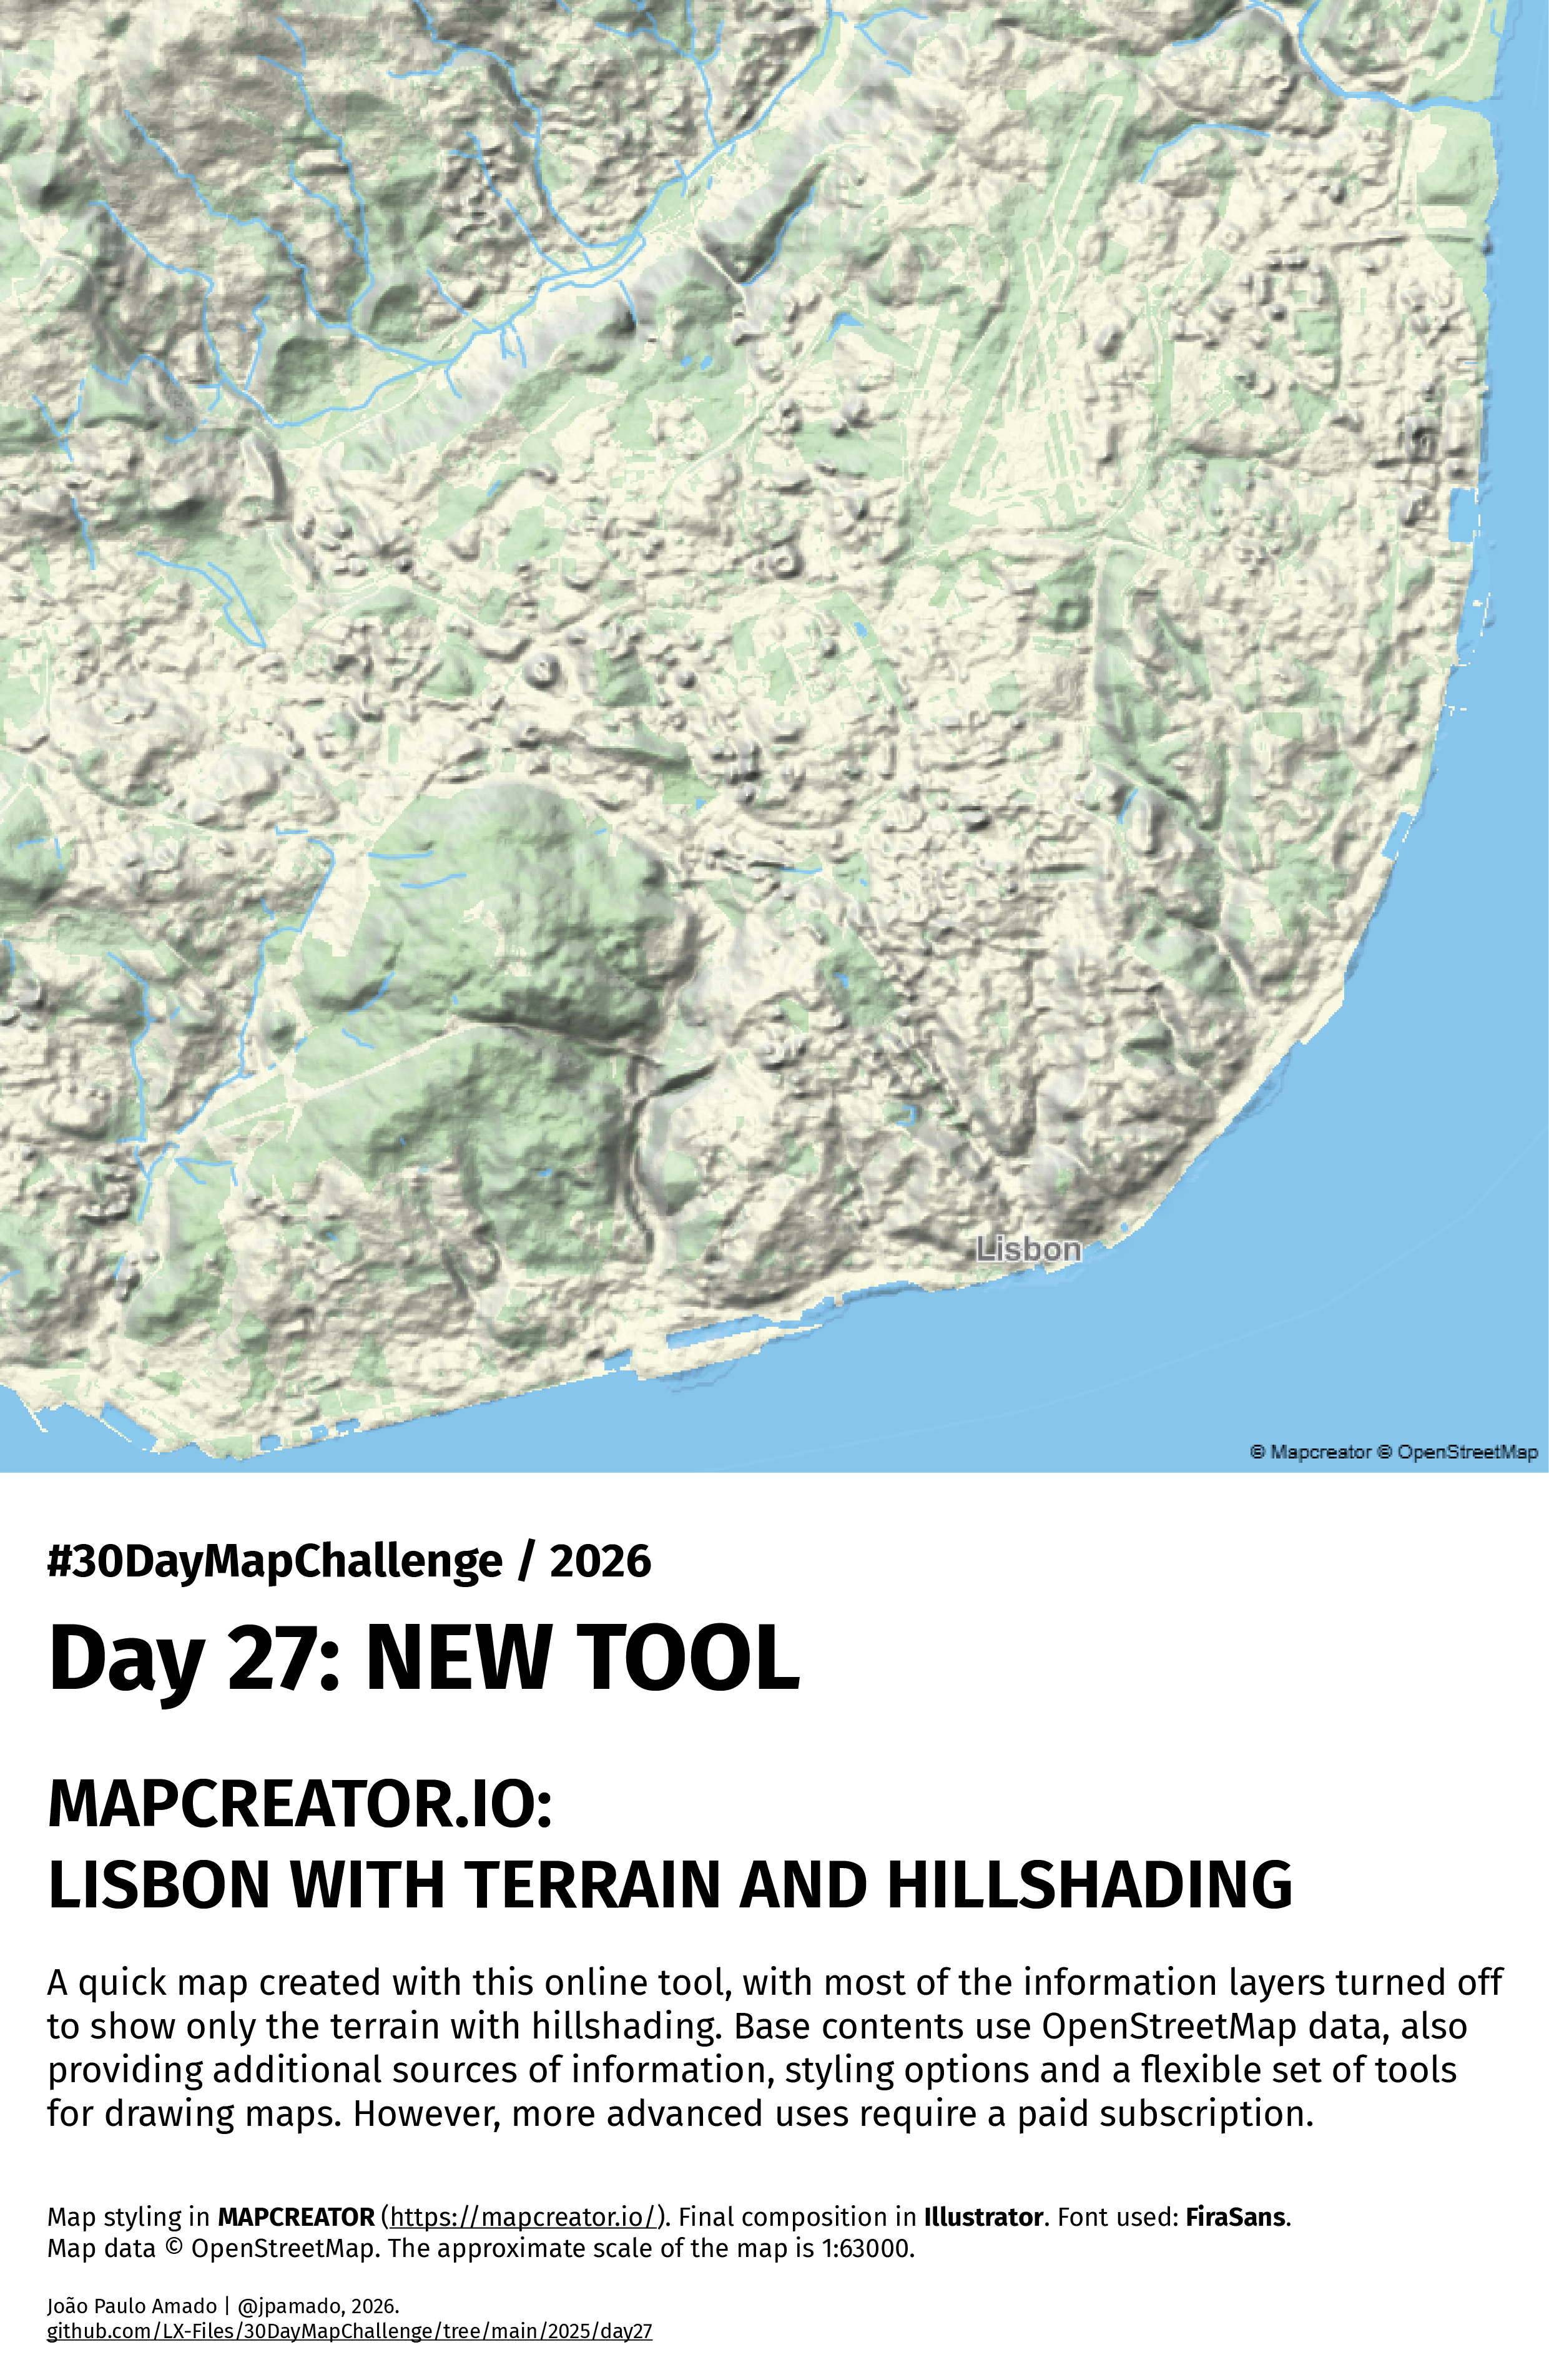 Lisbon
© Mapcreator © OpenStreetMap
#30DayMapChallenge / 2026
Day 27: NEW TOOL
MAPCREATOR.IO:
LISBON WITH TERRAIN AND HILLSHADING
A quick map created with this online tool, with most of the information layers turned off
to show only the terrain with hillshading. Base contents use OpenStreetMap data, also
providing additional sources of information, styling options and a flexible set of tools
for drawing maps. However, more advanced uses require a paid subscription.
Map styling in MAPCREATOR (https://mapcreator.io/). Final composition in Illustrator. Font used: FiraSans.
Map data © OpenStreetMap. The approximate scale of the map is 1:63000.
João Paulo Amado | @jpamado, 2026.
github.com/LX-Files/30DayMapChallenge/tree/main/2025/day27